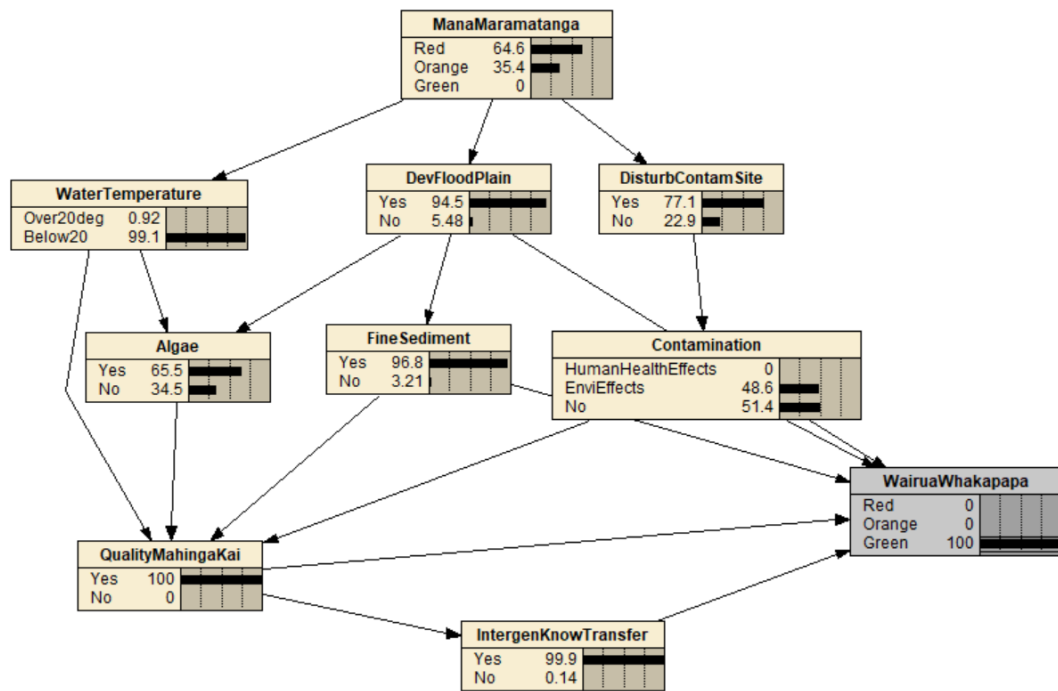 ManaMaramatanga
Red 64.6
Orange 35.4
Green 0
WaterTemperature
Over20deg 0.92
Below20 99.1
DevFloodPlain
Yes 94.5
No 5.48
DisturbContamSite
Yes 77.1
No 22.9
Algae
Yes 65.5
No 34.5
FineSediment
Yes 96.8
No 3.21
Contamination
HumanHealthEffects 0
EnviEffects 48.6
No 51.4
WairuaWhakapapa
Red 0
Orange 0
Green 100
QualityMahingaKai
Yes 100
No 0
IntergenKnowTransfer
Yes 99.9
No 0.14